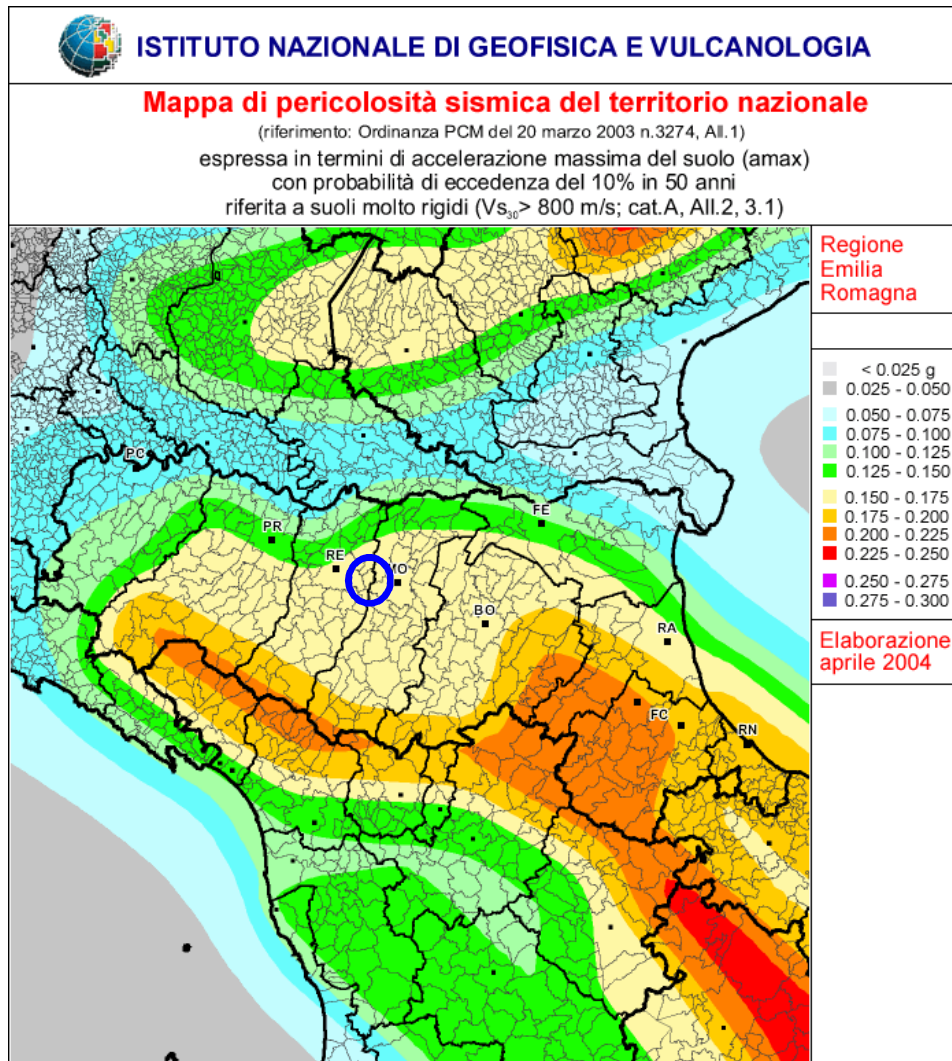 ISTITUTO NAZIONALE DI GEOFISICA E VULCANOLOGIA
Mappa di pericolosità sismica del territorio nazionale
(riferimento: Ordinanza PCM del 20 marzo 2003 n.3274, All.1)
espressa in termini di accelerazione massima del suolo (amax)
con probabilità di eccedenza del 10% in 50 anni
riferita a suoli molto rigidi (Vs₃₀> 800 m/s; cat.A, All.2, 3.1)
Regione
Emilia
Romagna
< 0.025 g
0.025 - 0.050
0.050 - 0.075
0.075 - 0.100
0.100 - 0.125
0.125 - 0.150
0.150 - 0.175
0.175 - 0.200
0.200 - 0.225
0.225 - 0.250
0.250 - 0.275
0.275 - 0.300
Elaborazione
aprile 2004
PC
PR
RE
MO
FE
BO
RA
FC
RN